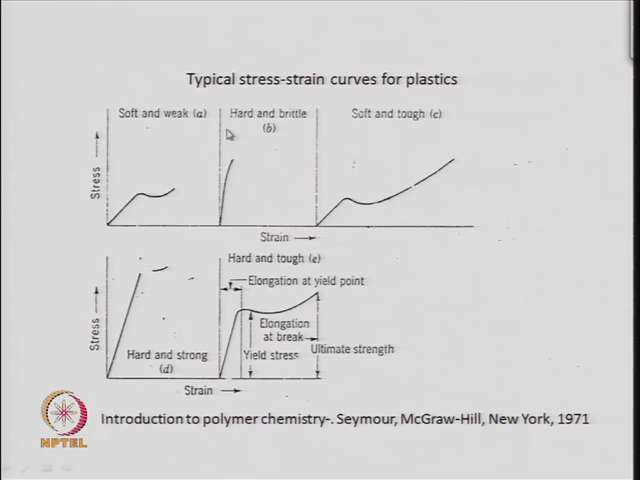 Typical stress-strain curves for plastics
Soft and weak (a)
Hard and brittle
(b)
Soft and tough (c)
Stress
Strain
Hard and tough (e)
Elongation at yield point
Stress
Elongation
at break
Hard and strong
(d)
Yield stress
Ultimate strength
Strain
Introduction to polymer chemistry-. Seymour, McGraw-Hill, New York, 1971
NPTEL